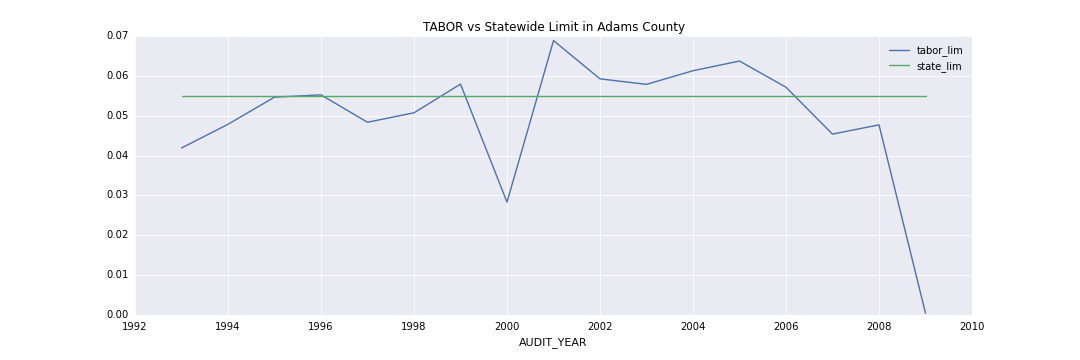 TABOR vs Statewide Limit in Adams County
0.07
0.06
0.05
0.04
0.03
0.02
0.01
0.00
tabor_lim
state_lim
1992 1994 1996 1998 2000 2002 2004 2006 2008 2010
AUDIT_YEAR